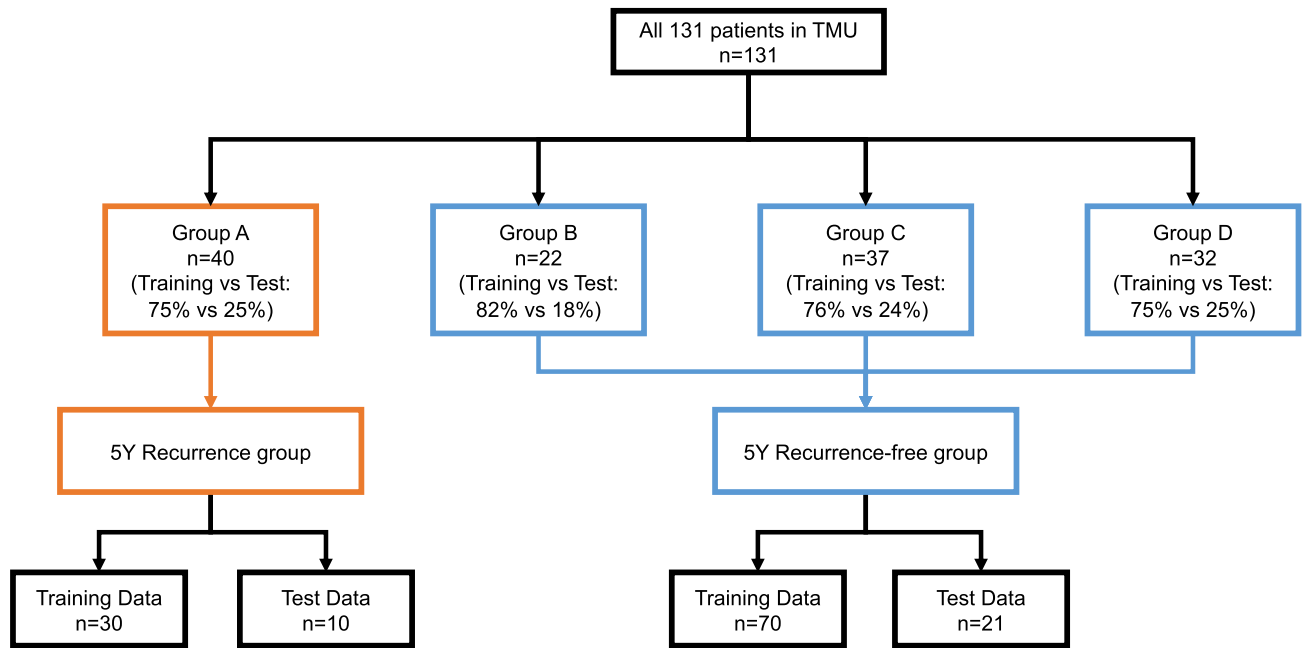 All 131 patients in TMU
n=131
Group A
n=40
(Training vs Test:
75% vs 25%)
Group B
n=22
(Training vs Test:
82% vs 18%)
Group C
n=37
(Training vs Test:
76% vs 24%)
Group D
n=32
(Training vs Test:
75% vs 25%)
5Y Recurrence group
5Y Recurrence-free group
Training Data
n=30
Test Data
n=10
Training Data
n=70
Test Data
n=21